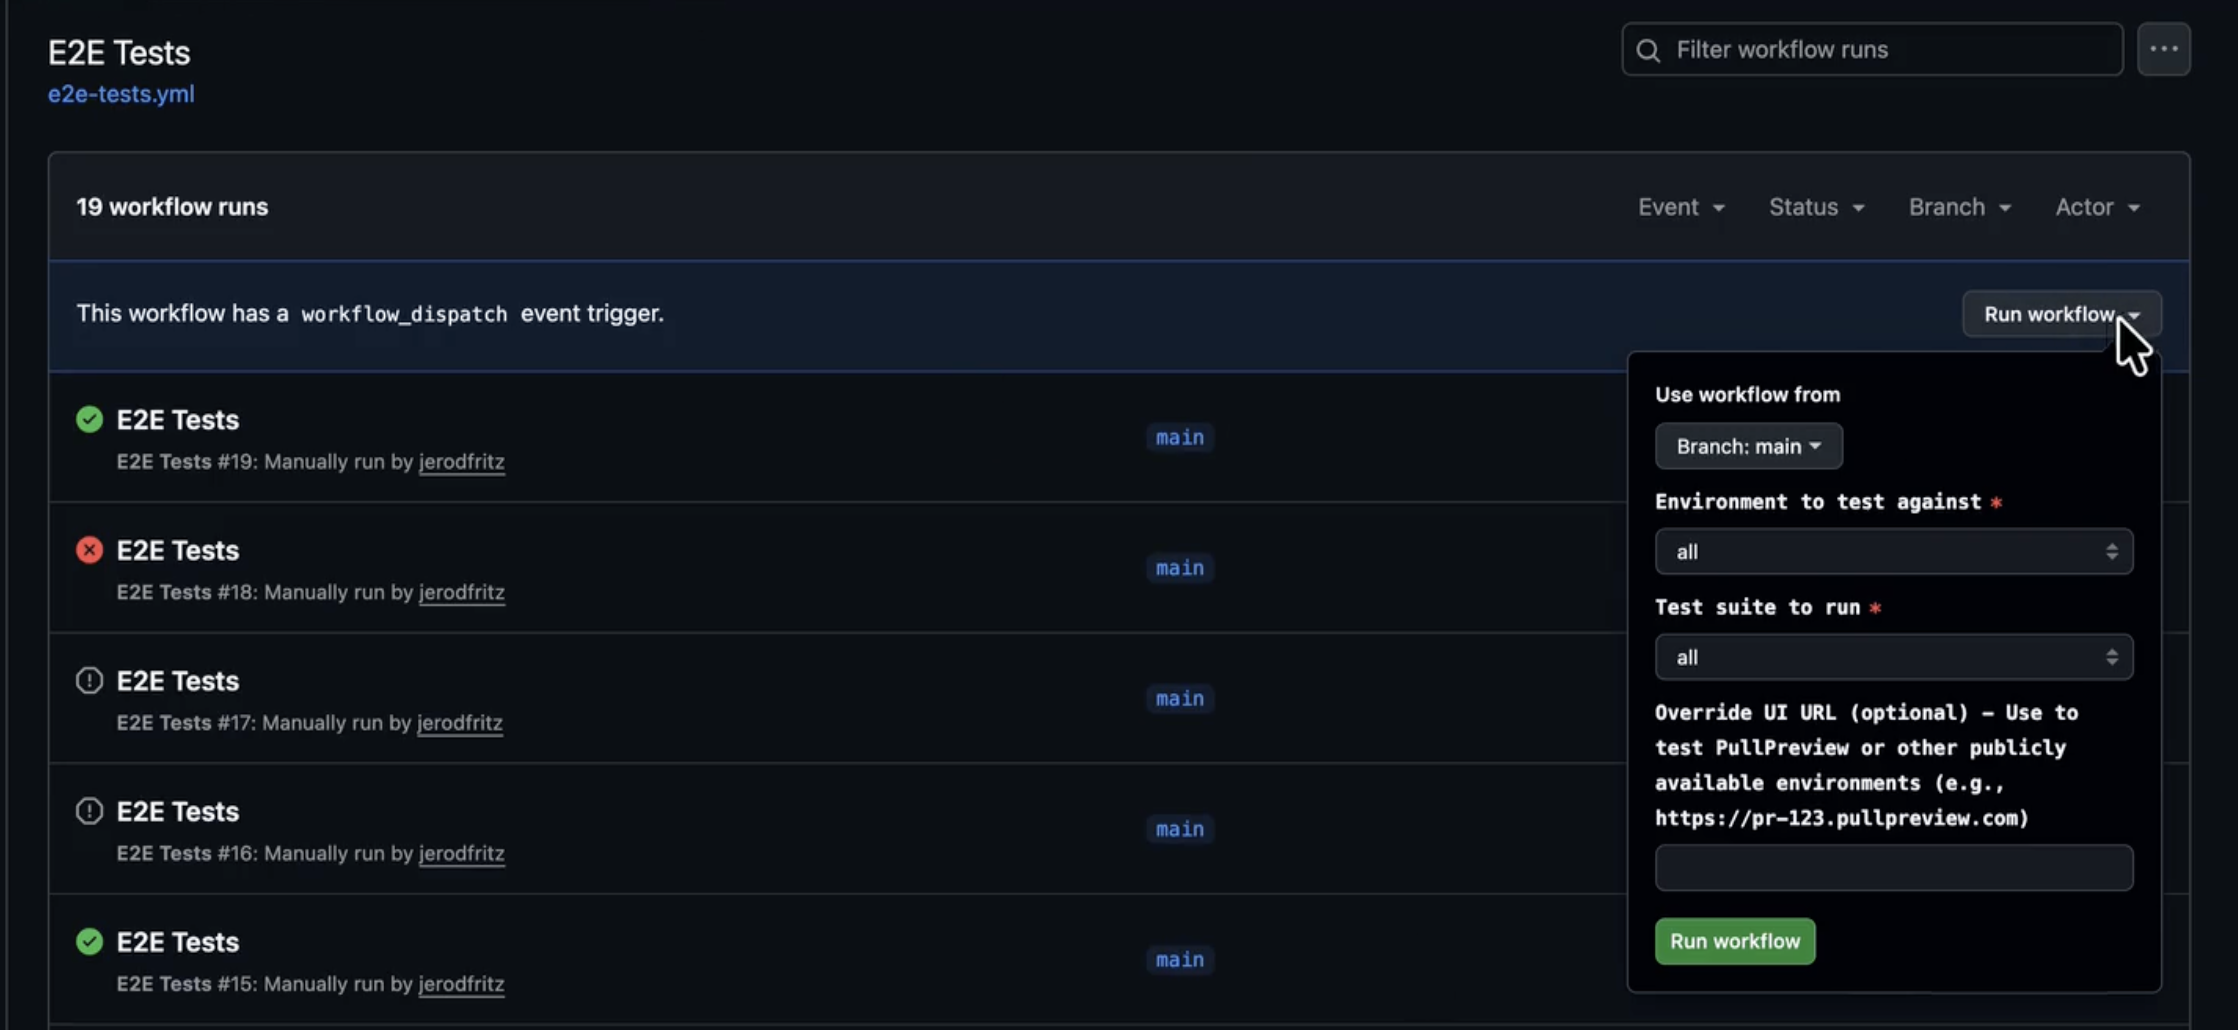 E2E Tests
e2e-tests.yml
Filter workflow runs
19 workflow runs
Event
Status
Branch
Actor
This workflow has a workflow_dispatch event trigger.
Run workflow
E2E Tests
E2E Tests #19: Manually run by jerodfritz
main
E2E Tests
E2E Tests #18: Manually run by jerodfritz
main
E2E Tests
E2E Tests #17: Manually run by jerodfritz
main
E2E Tests
E2E Tests #16: Manually run by jerodfritz
main
E2E Tests
E2E Tests #15: Manually run by jerodfritz
main
Use workflow from
Branch: main
Environment to test against *
all
Test suite to run *
all
Override UI URL (optional) – Use to
test PullPreview or other publicly
available environments (e.g.,
https://pr-123.pullpreview.com)
Run workflow